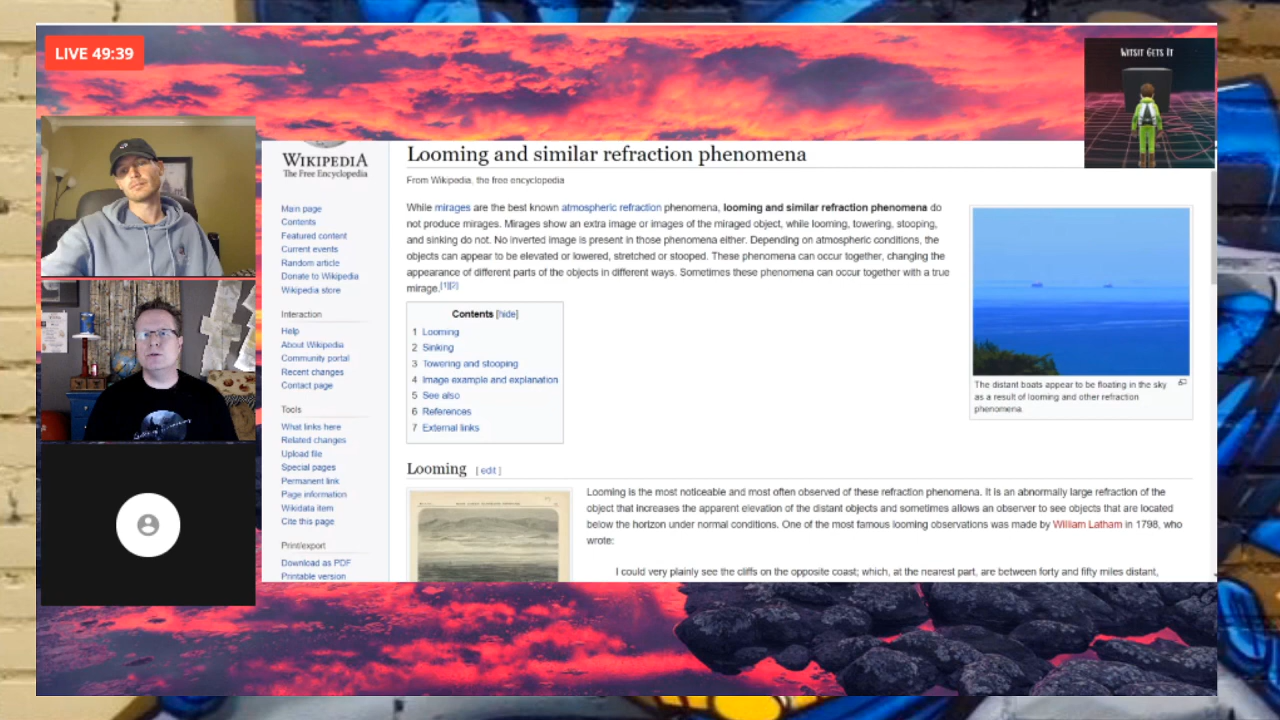 LIVE 49:39
WITSIT GETS IT
WIKIPEDIA
The Free Encyclopedia
Main page
Contents
Featured content
Current events
Random article
Donate to Wikipedia
Wikipedia store
Interaction
Help
About Wikipedia
Community portal
Recent changes
Contact page
Tools
What links here
Related changes
Upload file
Special pages
Permanent link
Page information
Wikidata item
Cite this page
Print/export
Download as PDF
Printable version
Looming and similar refraction phenomena
From Wikipedia, the free encyclopedia
While mirages are the best known atmospheric refraction phenomena, looming and similar refraction phenomena do
not produce mirages. Mirages show an extra image or images of the miraged object, while looming, towering, stooping,
and sinking do not. No inverted image is present in those phenomena either. Depending on atmospheric conditions, the
objects can appear to be elevated or lowered, stretched or stooped. These phenomena can occur together, changing the
appearance of different parts of the objects in different ways. Sometimes these phenomena can occur together with a true
mirage.[1][2]
The distant boats appear to be floating in the sky
as a result of looming and other refraction
phenomena.
Contents [hide]
1 Looming
2 Sinking
3 Towering and stooping
4 Image example and explanation
5 See also
6 References
7 External links
Looming [ edit ]
Looming is the most noticeable and most often observed of these refraction phenomena. It is an abnormally large refraction of the
object that increases the apparent elevation of the distant objects and sometimes allows an observer to see objects that are located
below the horizon under normal conditions. One of the most famous looming observations was made by William Latham in 1798, who
wrote:
I could very plainly see the cliffs on the opposite coast; which, at the nearest part, are between forty and fifty miles distant,